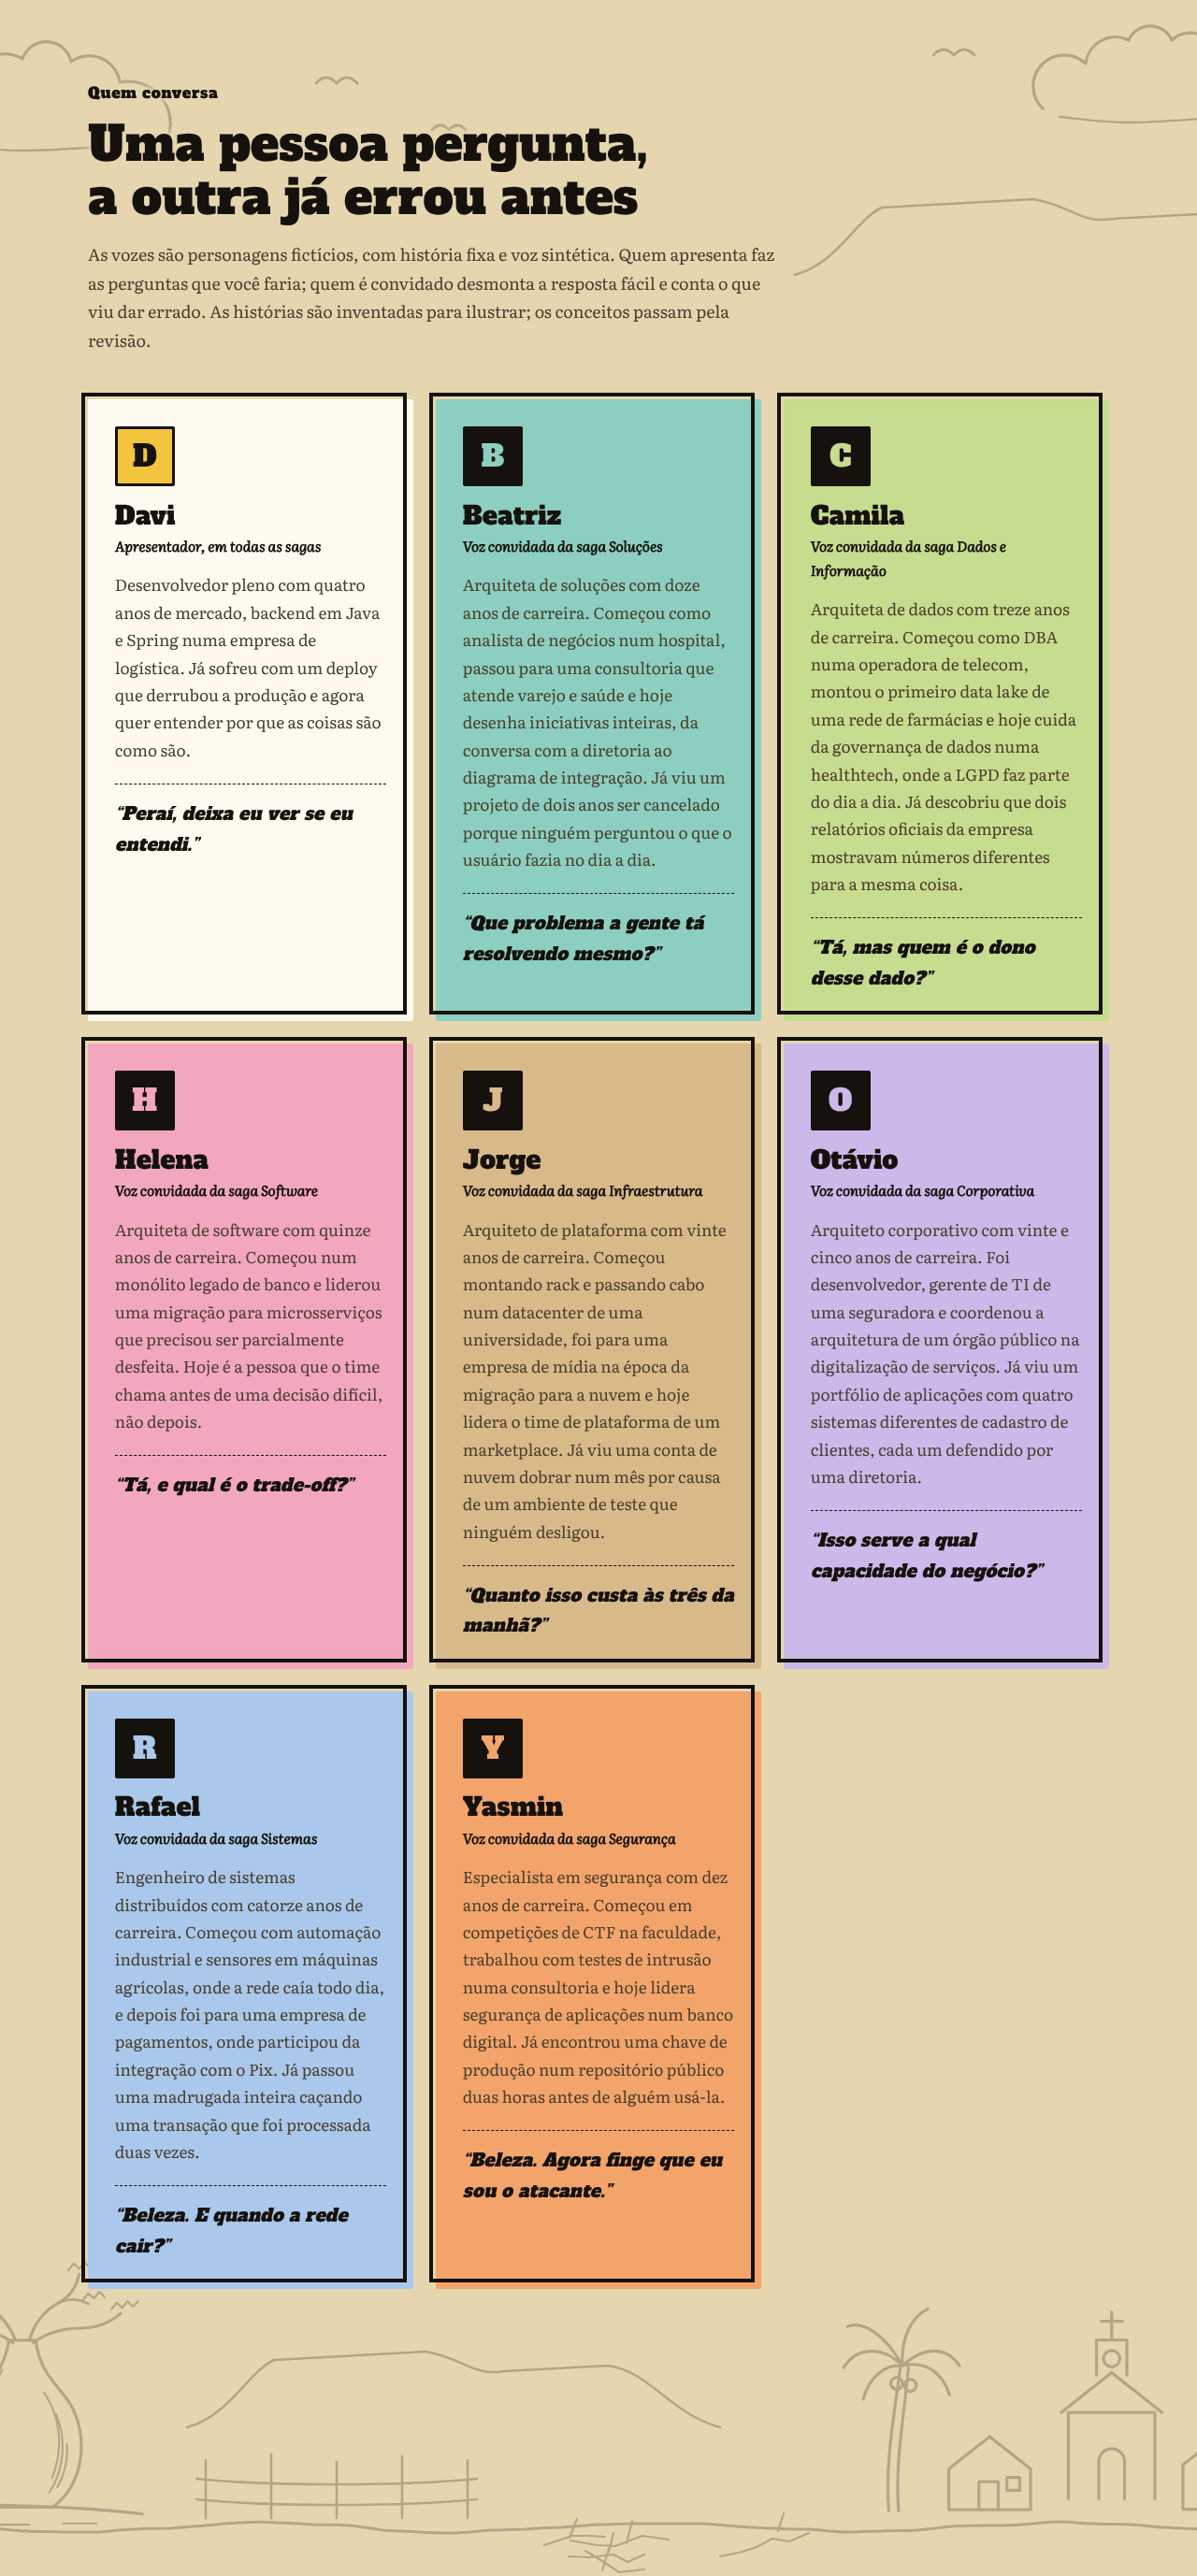 Quem conversa
Uma pessoa pergunta,
a outra já errou antes
As vozes são personagens fictícios, com história fixa e voz sintética. Quem apresenta faz
as perguntas que você faria; quem é convidado desmonta a resposta fácil e conta o que
viu dar errado. As histórias são inventadas para ilustrar; os conceitos passam pela
revisão.
D
Davi
Apresentador, em todas as sagas
Desenvolvedor pleno com quatro
anos de mercado, backend em Java
e Spring numa empresa de
logística. Já sofreu com um deploy
que derrubou a produção e agora
quer entender por que as coisas são
como são.
“Peraí, deixa eu ver se eu
entendi.”
B
Beatriz
Voz convidada da saga Soluções
Arquiteta de soluções com doze
anos de carreira. Começou como
analista de negócios num hospital,
passou para uma consultoria que
atende varejo e saúde e hoje
desenha iniciativas inteiras, da
conversa com a diretoria ao
diagrama de integração. Já viu um
projeto de dois anos ser cancelado
porque ninguém perguntou o que o
usuário fazia no dia a dia.
“Que problema a gente tá
resolvendo mesmo?”
C
Camila
Voz convidada da saga Dados e
Informação
Arquiteta de dados com treze anos
de carreira. Começou como DBA
numa operadora de telecom,
montou o primeiro data lake de
uma rede de farmácias e hoje cuida
da governança de dados numa
healthtech, onde a LGPD faz parte
do dia a dia. Já descobriu que dois
relatórios oficiais da empresa
mostravam números diferentes
para a mesma coisa.
“Tá, mas quem é o dono
desse dado?”
H
Helena
Voz convidada da saga Software
Arquiteta de software com quinze
anos de carreira. Começou num
monólito legado de banco e liderou
uma migração para microsserviços
que precisou ser parcialmente
desfeita. Hoje é a pessoa que o time
chama antes de uma decisão difícil,
não depois.
“Tá, e qual é o trade-off?”
J
Jorge
Voz convidada da saga Infraestrutura
Arquiteto de plataforma com vinte
anos de carreira. Começou
montando rack e passando cabo
num datacenter de uma
universidade, foi para uma
empresa de mídia na época da
migração para a nuvem e hoje
lidera o time de plataforma de um
marketplace. Já viu uma conta de
nuvem dobrar num mês por causa
de um ambiente de teste que
ninguém desligou.
“Quanto isso custa às três da
manhã?”
O
Otávio
Voz convidada da saga Corporativa
Arquiteto corporativo com vinte e
cinco anos de carreira. Foi
desenvolvedor, gerente de TI de
uma seguradora e coordenou a
arquitetura de um órgão público na
digitalização de serviços. Já viu um
portfólio de aplicações com quatro
sistemas diferentes de cadastro de
clientes, cada um defendido por
uma diretoria.
“Isso serve a qual
capacidade do negócio?”
R
Rafael
Voz convidada da saga Sistemas
Engenheiro de sistemas
distribuídos com catorze anos de
carreira. Começou com automação
industrial e sensores em máquinas
agrícolas, onde a rede caía todo dia,
e depois foi para uma empresa de
pagamentos, onde participou da
integração com o Pix. Já passou
uma madrugada inteira caçando
uma transação que foi processada
duas vezes.
“Beleza. E quando a rede
cair?”
Y
Yasmin
Voz convidada da saga Segurança
Especialista em segurança com dez
anos de carreira. Começou em
competições de CTF na faculdade,
trabalhou com testes de intrusão
numa consultoria e hoje lidera
segurança de aplicações num banco
digital. Já encontrou uma chave de
produção num repositório público
duas horas antes de alguém usá-la.
“Beleza. Agora finge que eu
sou o atacante.”